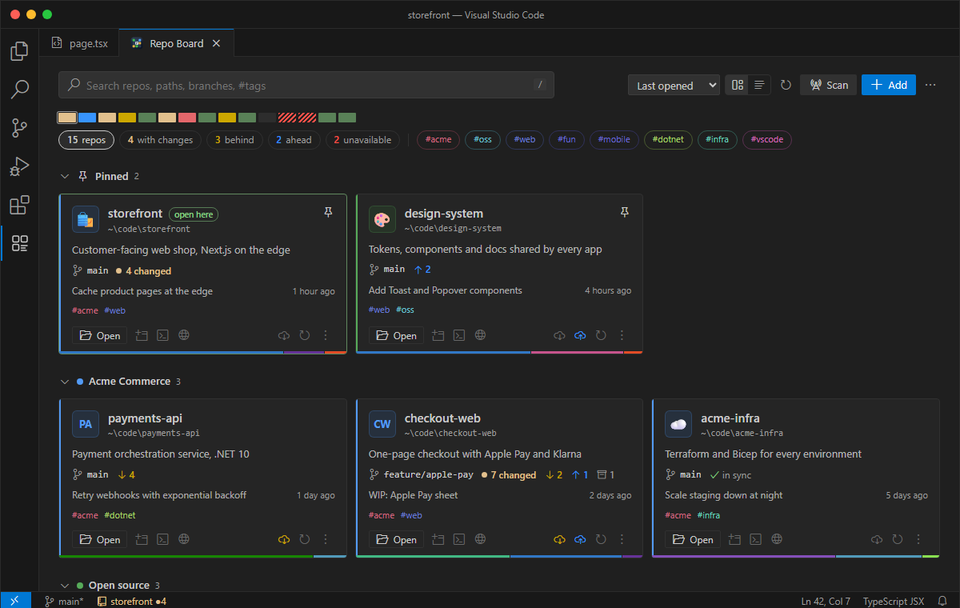 storefront — Visual Studio Code
page.tsx
Repo Board
Search repos, paths, branches, #tags
/
Last opened
Scan
Add
15 repos
4 with changes
3 behind
2 ahead
2 unavailable
#acme
#oss
#web
#fun
#mobile
#dotnet
#infra
#vscode
Pinned 2
storefront open here
~\code\storefront
Customer-facing web shop, Next.js on the edge
main 4 changed
Cache product pages at the edge 1 hour ago
#acme #web
Open
design-system
~\code\design-system
Tokens, components and docs shared by every app
main ↑ 2
Add Toast and Popover components 4 hours ago
#web #oss
Open
Acme Commerce 3
PA
payments-api
~\code\payments-api
Payment orchestration service, .NET 10
main ↓ 4
Retry webhooks with exponential backoff 1 day ago
#acme #dotnet
Open
CW
checkout-web
~\code\checkout-web
One-page checkout with Apple Pay and Klarna
feature/apple-pay 7 changed ↓ 2 ↑ 1 1
WIP: Apple Pay sheet 2 days ago
#acme #web
Open
acme-infra
~\code\acme-infra
Terraform and Bicep for every environment
main ✓ in sync
Scale staging down at night 5 days ago
#acme #infra
Open
Open source 3
main*
storefront ●4
Ln 42, Col 7
TypeScript JSX